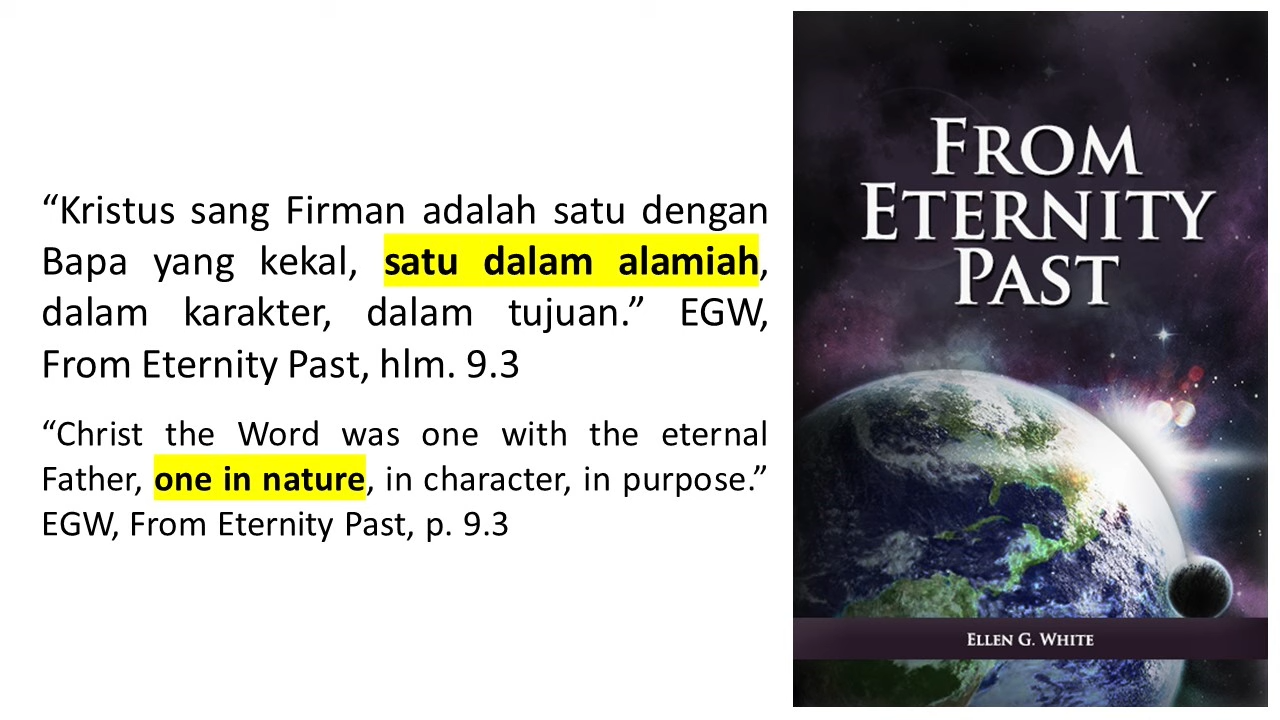 “Kristus sang Firman adalah satu dengan
Bapa yang kekal, satu dalam alamiah,
dalam karakter, dalam tujuan.” EGW,
From Eternity Past, hlm. 9.3
“Christ the Word was one with the eternal
Father, one in nature, in character, in purpose.”
EGW, From Eternity Past, p. 9.3
FROM
ETERNITY
PAST
ELLEN G. WHITE